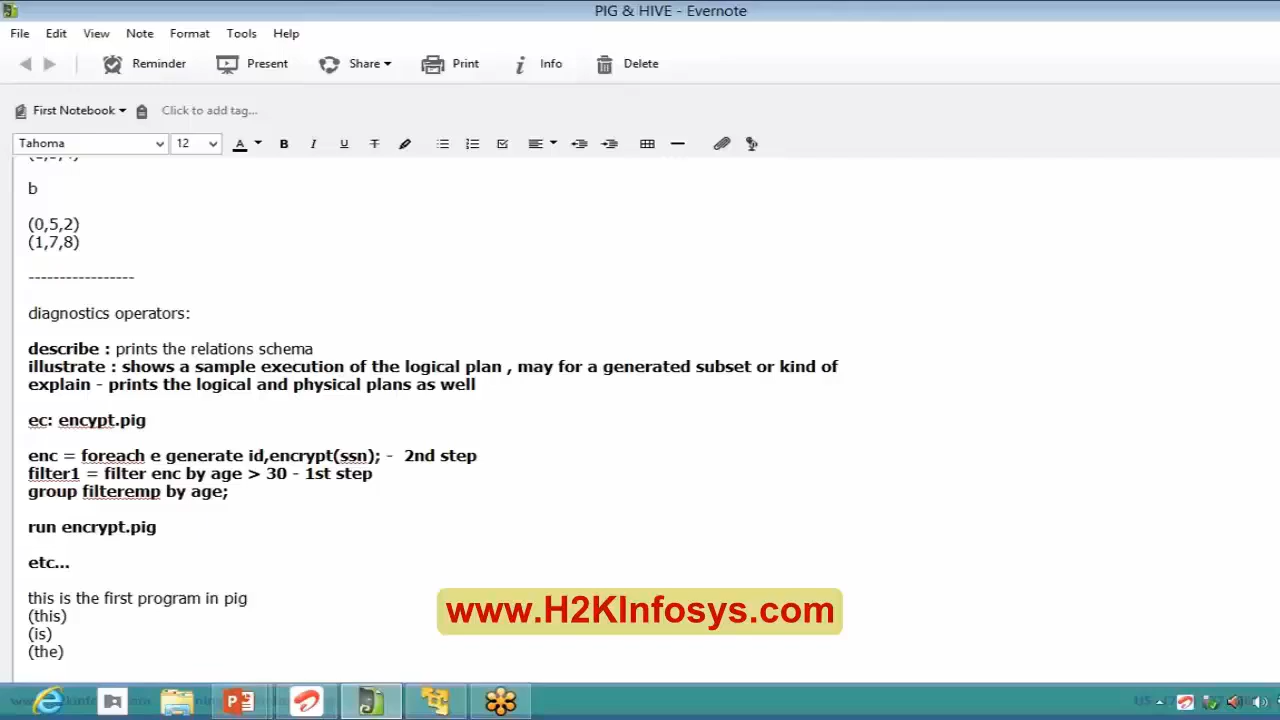 PIG & HIVE - Evernote
File Edit View Note Format Tools Help
Reminder Present Share Print Info Delete
First Notebook Click to add tag...
Tahoma 12 A B I U T
b
(0,5,2)
(1,7,8)
-----------------
diagnostics operators:
describe : prints the relations schema
illustrate : shows a sample execution of the logical plan , may for a generated subset or kind of
explain - prints the logical and physical plans as well
ec: encypt.pig
enc = foreach e generate id,encrypt(ssn); - 2nd step
filter1 = filter enc by age > 30 - 1st step
group filteremp by age;
run encrypt.pig
etc...
this is the first program in pig
(this)
(is)
(the)
www.H2KInfosys.com